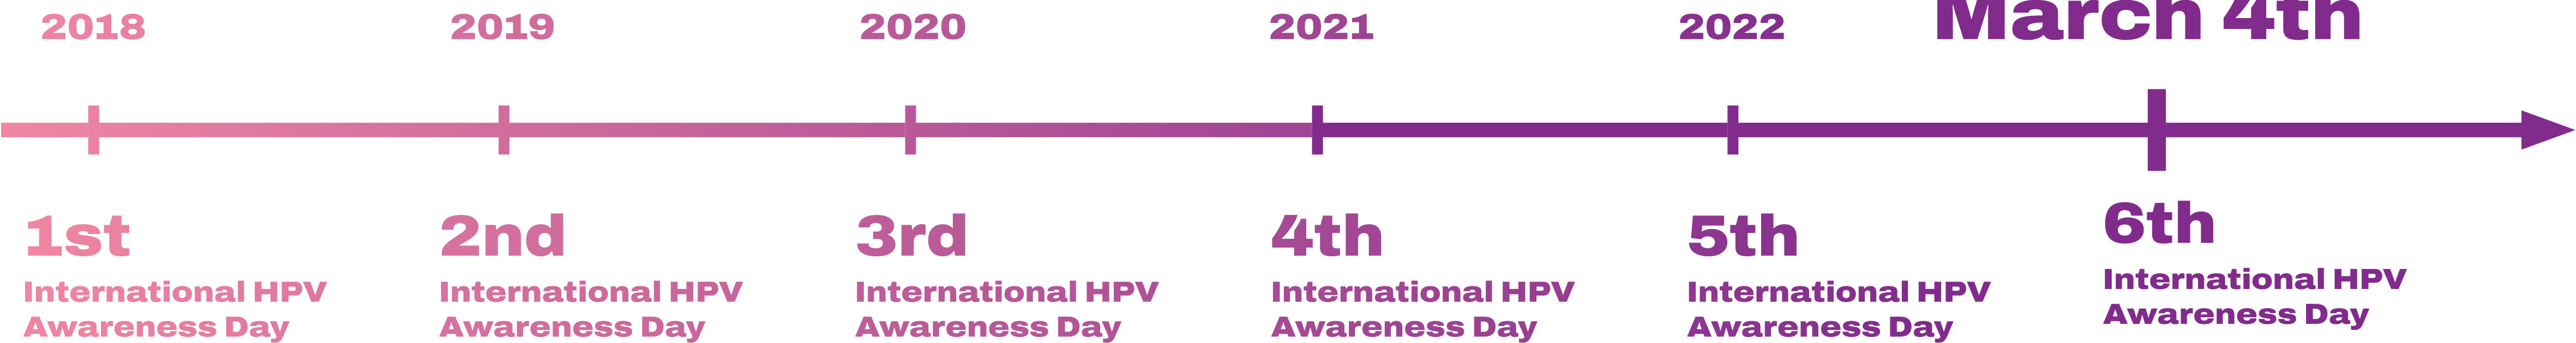 2018
2019
2020
2021
2022
March 4th
1st
International HPV
Awareness Day
2nd
International HPV
Awareness Day
3rd
International HPV
Awareness Day
4th
International HPV
Awareness Day
5th
International HPV
Awareness Day
6th
International HPV
Awareness Day